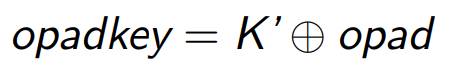 opadkey = K’ ⊕ opad